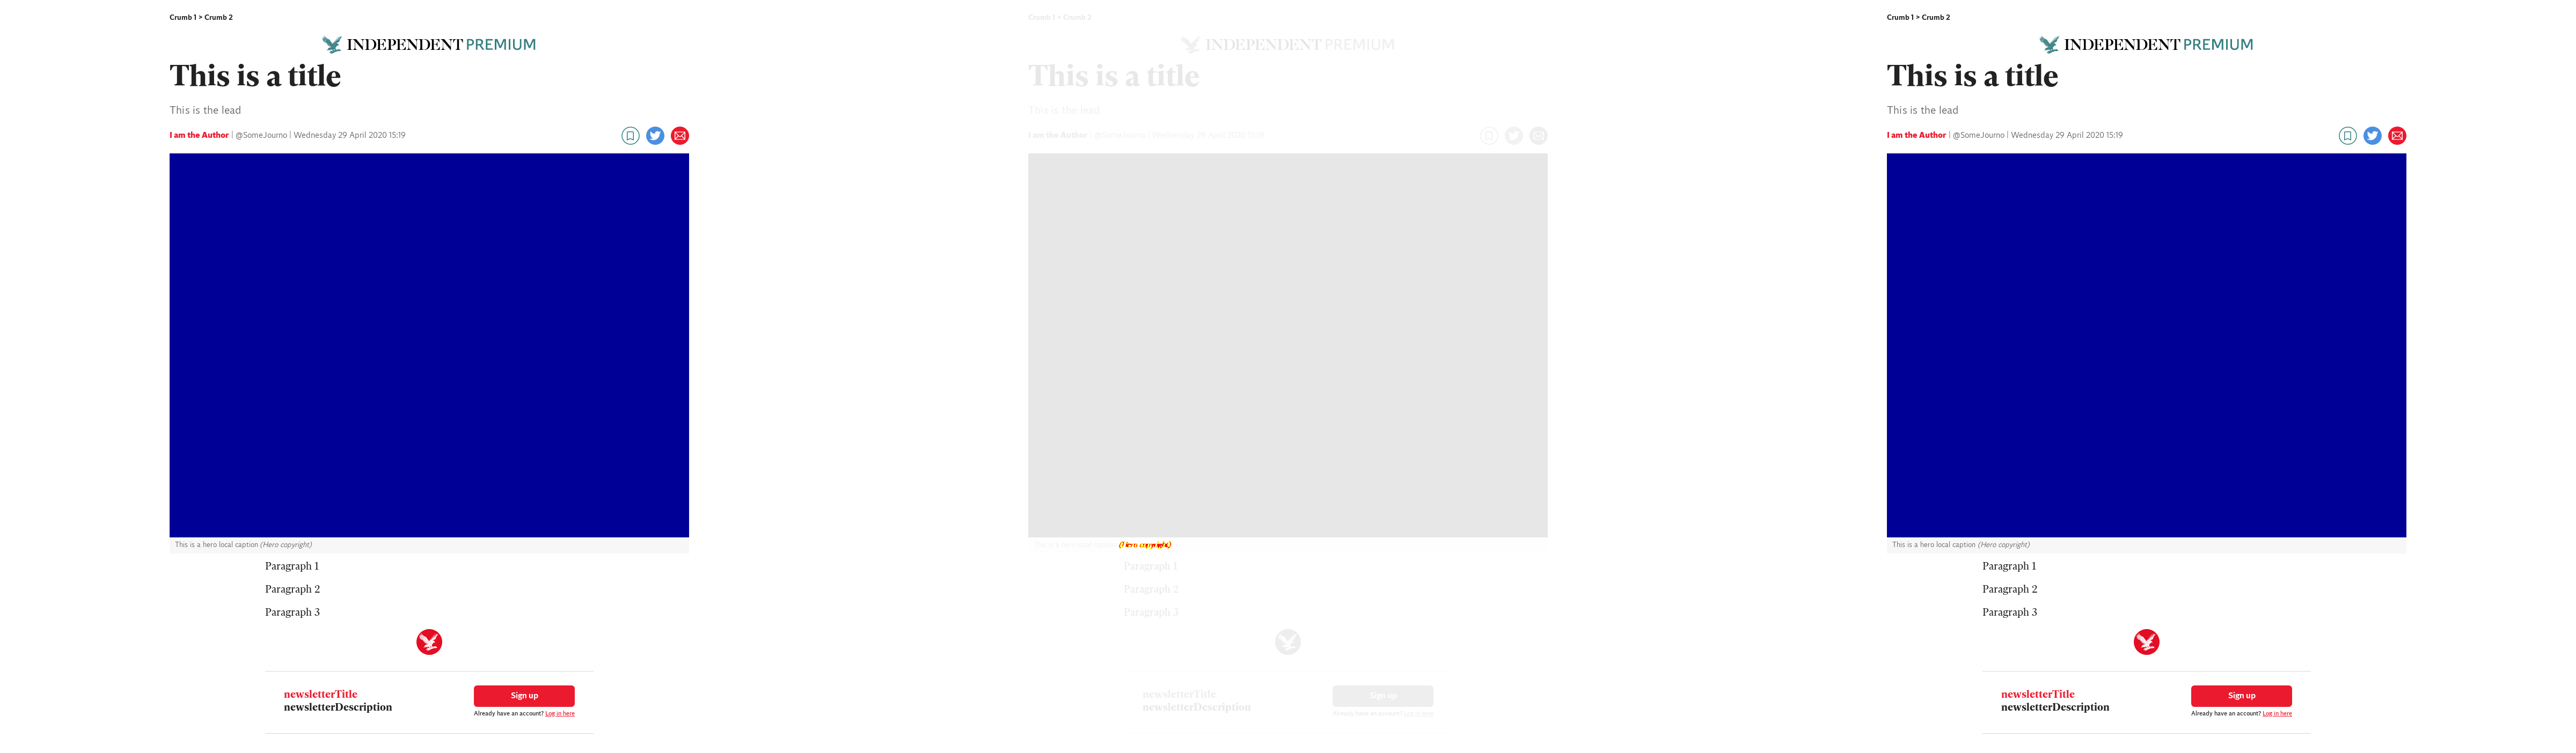 Crumb 1 > Crumb 2
INDEPENDENT PREMIUM
This is a title
This is the lead
I am the Author | @SomeJourno | Wednesday 29 April 2020 15:19
This is a hero local caption (Hero copyright)
Paragraph 1
Paragraph 2
Paragraph 3
newsletterTitle
newsletterDescription
Sign up
Already have an account? Log in here
Crumb 1 > Crumb 2
INDEPENDENT PREMIUM
This is a title
This is the lead
I am the Author | @SomeJourno | Wednesday 29 April 2020 15:19
This is a hero local caption (Hero copyright)
Paragraph 1
Paragraph 2
Paragraph 3
newsletterTitle
newsletterDescription
Sign up
Already have an account? Log in here
Crumb 1 > Crumb 2
INDEPENDENT PREMIUM
This is a title
This is the lead
I am the Author | @SomeJourno | Wednesday 29 April 2020 15:19
This is a hero local caption (Hero copyright)
Paragraph 1
Paragraph 2
Paragraph 3
newsletterTitle
newsletterDescription
Sign up
Already have an account? Log in here